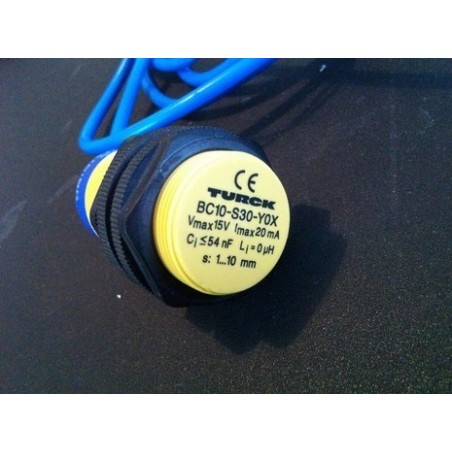 CE
TURCK
BC10-S30-Y0X
Vmax15V Imax20mA
Ci≤54 nF Li=0µH
s: 1...10 mm